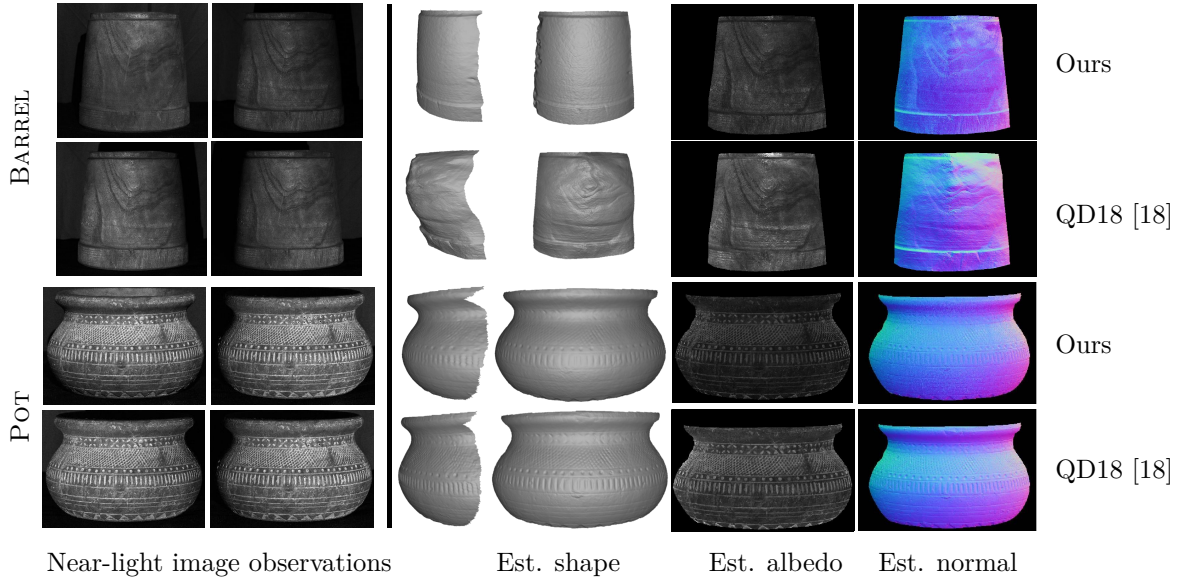 BARREL
Ours
QD18 [18]
POT
Ours
QD18 [18]
Near-light image observations
Est. shape
Est. albedo
Est. normal